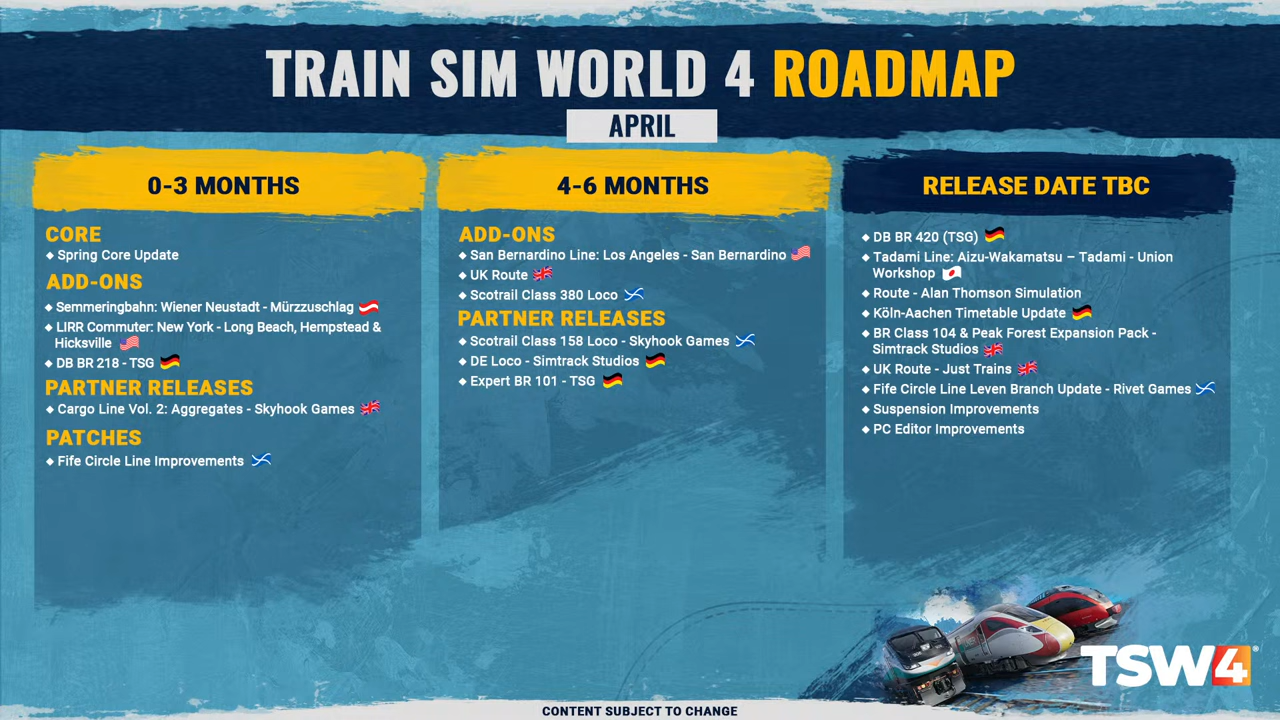 TRAIN SIM WORLD 4 ROADMAP
APRIL
0-3 MONTHS
CORE
◆ Spring Core Update
ADD-ONS
◆ Semmeringbahn: Wiener Neustadt - Mürzzuschlag
◆ LIRR Commuter: New York - Long Beach, Hempstead &
Hicksville
◆ DB BR 218 - TSG
PARTNER RELEASES
◆ Cargo Line Vol. 2: Aggregates - Skyhook Games
PATCHES
◆ Fife Circle Line Improvements
4-6 MONTHS
ADD-ONS
◆ San Bernardino Line: Los Angeles - San Bernardino
◆ UK Route
◆ Scotrail Class 380 Loco
PARTNER RELEASES
◆ Scotrail Class 158 Loco - Skyhook Games
◆ DE Loco - Simtrack Studios
◆ Expert BR 101 - TSG
RELEASE DATE TBC
◆ DB BR 420 (TSG)
◆ Tadami Line: Aizu-Wakamatsu – Tadami - Union
Workshop
◆ Route - Alan Thomson Simulation
◆ Köln-Aachen Timetable Update
◆ BR Class 104 & Peak Forest Expansion Pack -
Simtrack Studios
◆ UK Route - Just Trains
◆ Fife Circle Line Leven Branch Update - Rivet Games
◆ Suspension Improvements
◆ PC Editor Improvements
TSW4®
CONTENT SUBJECT TO CHANGE